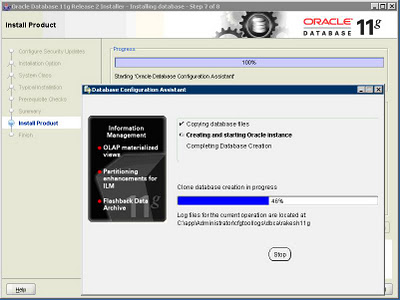 Oracle Database 11g Release 2 Installer - Installing database - Step 7 of 8
Install Product
ORACLE
DATABASE 11g
Configure Security Updates
Installation Option
System Class
Typical Installation
Prerequisite Checks
Summary
Install Product
Finish
Progress
100%
Starting 'Oracle Database Configuration Assistant'
Database Configuration Assistant
Information
Management
OLAP materialized
views
Partitioning
enhancements for
ILM
Flashback Data
Archive
11g
Copying database files
Creating and starting Oracle instance
Completing Database Creation
Clone database creation in progress
46%
Log files for the current operation are located at
C:\app\Administrator\cfgtoollogs\dbca\rakesh11g
Stop
Help